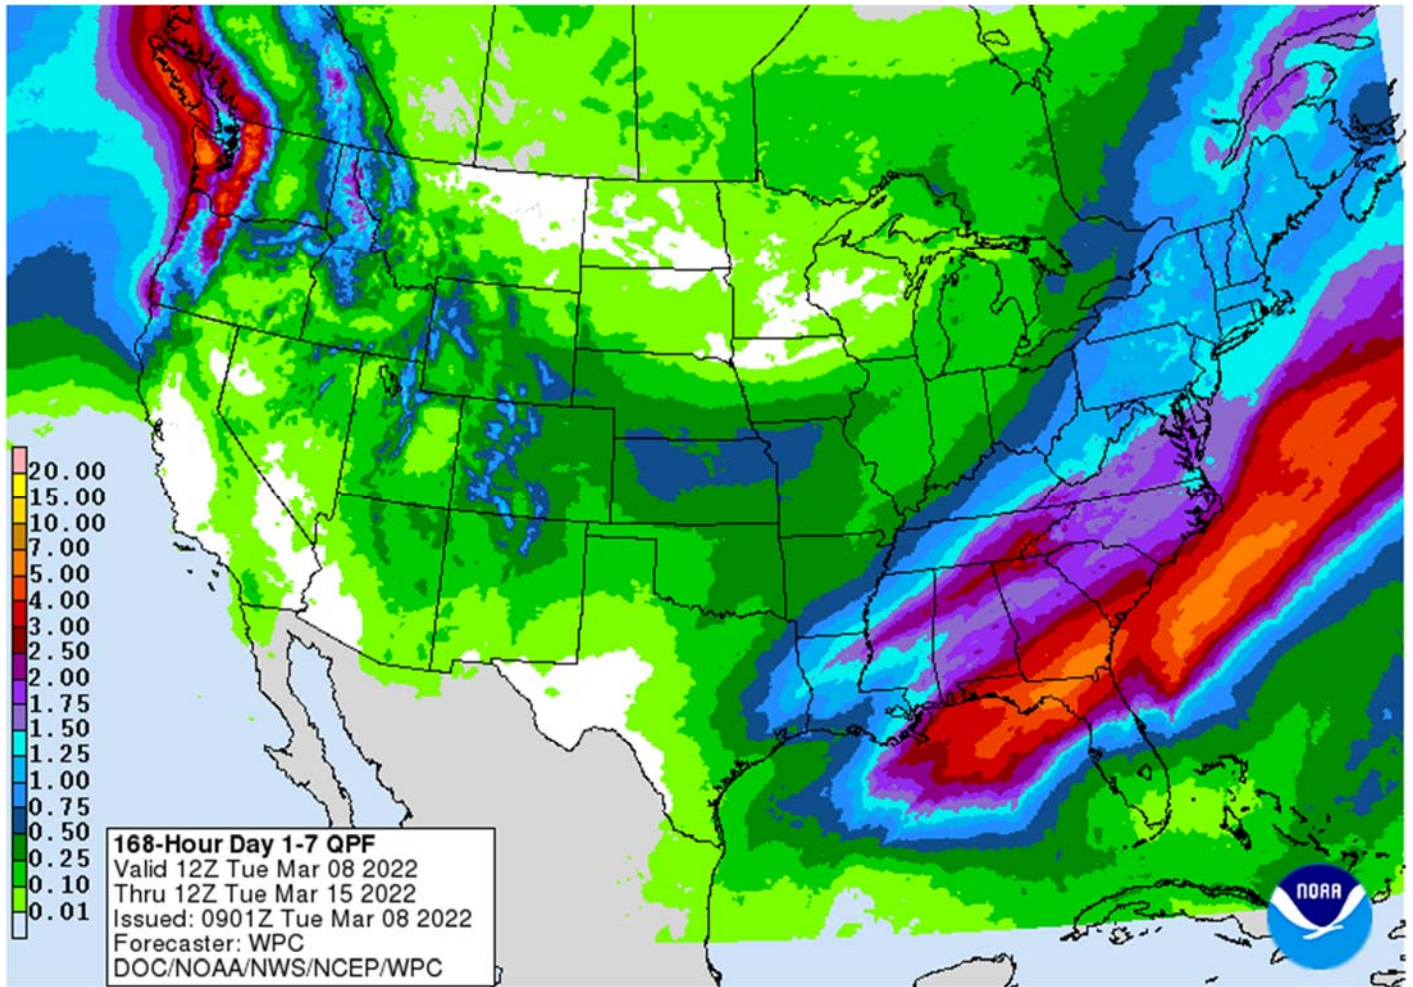 20.00
15.00
10.00
7.00
5.00
4.00
3.00
2.50
2.00
1.75
1.50
1.25
1.00
0.75
0.50
0.25
0.10
0.01
168-Hour Day 1-7 QPF
Valid 12Z Tue Mar 08 2022
Thru 12Z Tue Mar 15 2022
Issued: 0901Z Tue Mar 08 2022
Forecaster: WPC
DOC/NOAA/NWS/NCEP/WPC
NOAA